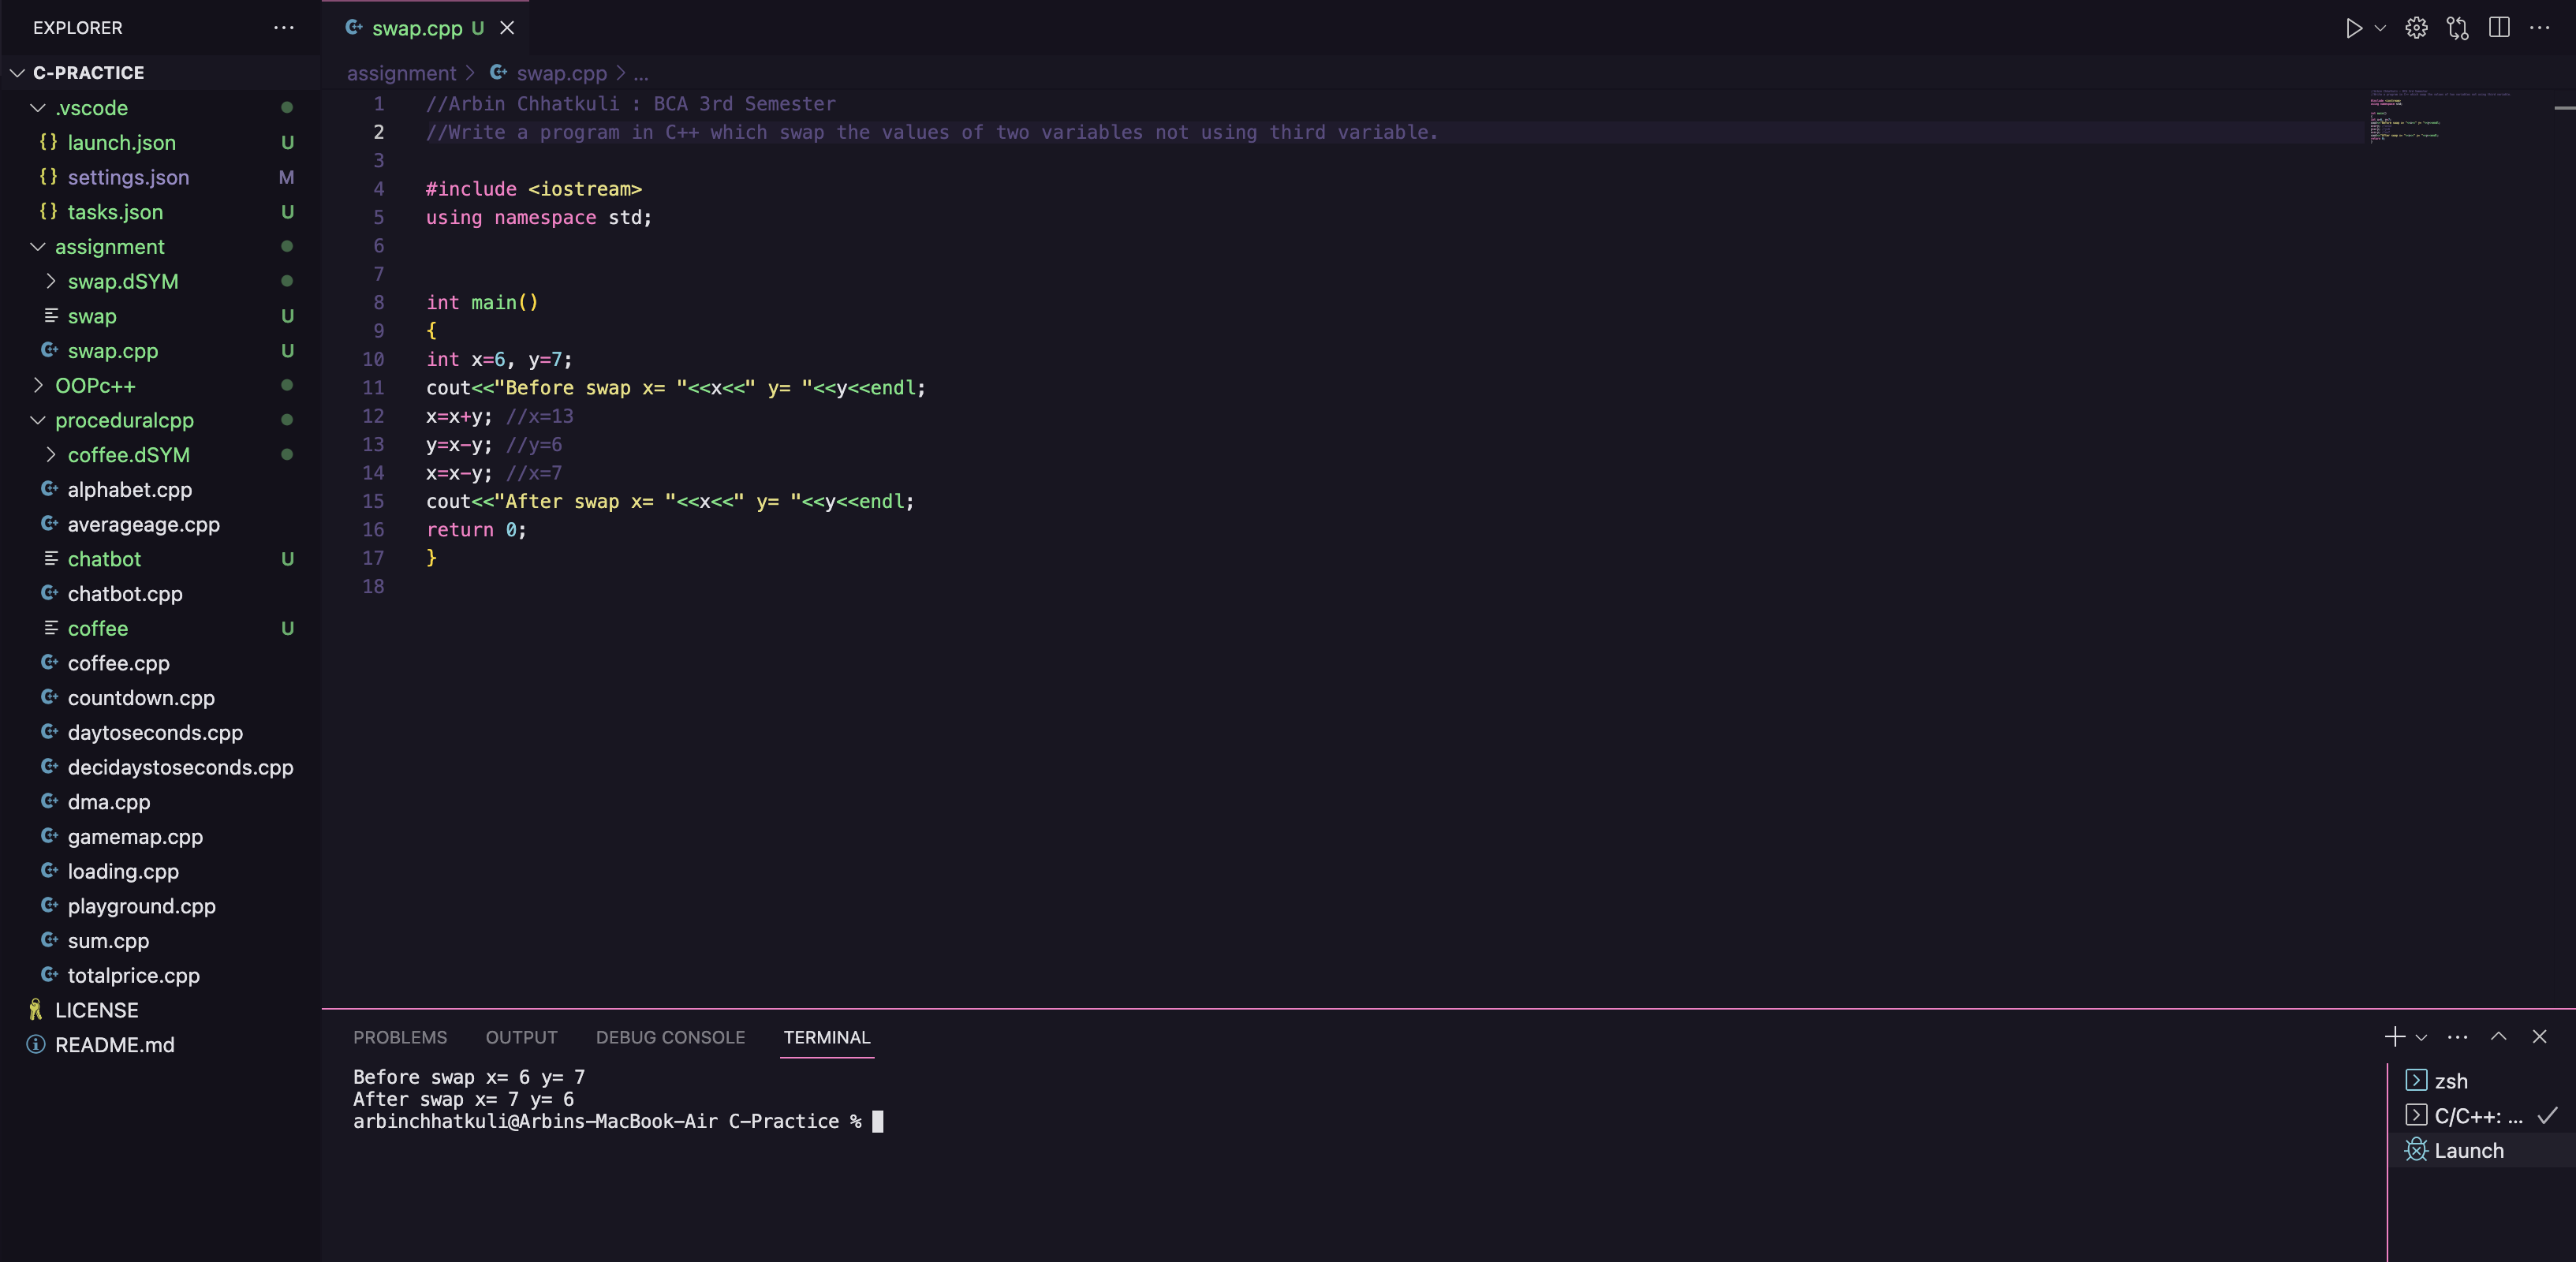 EXPLORER
C-PRACTICE
.vscode
launch.json U
settings.json M
tasks.json U
assignment
swap.dSYM
swap U
swap.cpp U
OOPc++
proceduralcpp
coffee.dSYM
alphabet.cpp
averageage.cpp
chatbot U
chatbot.cpp
coffee U
coffee.cpp
countdown.cpp
daytoseconds.cpp
decidaystoseconds.cpp
dma.cpp
gamemap.cpp
loading.cpp
playground.cpp
sum.cpp
totalprice.cpp
LICENSE
README.md
swap.cpp U
assignment > swap.cpp > ...
1 //Arbin Chhatkuli : BCA 3rd Semester
2 //Write a program in C++ which swap the values of two variables not using third variable.
3
4 #include <iostream>
5 using namespace std;
6
7
8 int main()
9 {
10 int x=6, y=7;
11 cout<<"Before swap x= "<<x<<" y= "<<y<<endl;
12 x=x+y; //x=13
13 y=x-y; //y=6
14 x=x-y; //x=7
15 cout<<"After swap x= "<<x<<" y= "<<y<<endl;
16 return 0;
17 }
18
PROBLEMS OUTPUT DEBUG CONSOLE TERMINAL
Before swap x= 6 y= 7
After swap x= 7 y= 6
arbinchhatkuli@Arbins-MacBook-Air C-Practice %
zsh
C/C++: ...
Launch